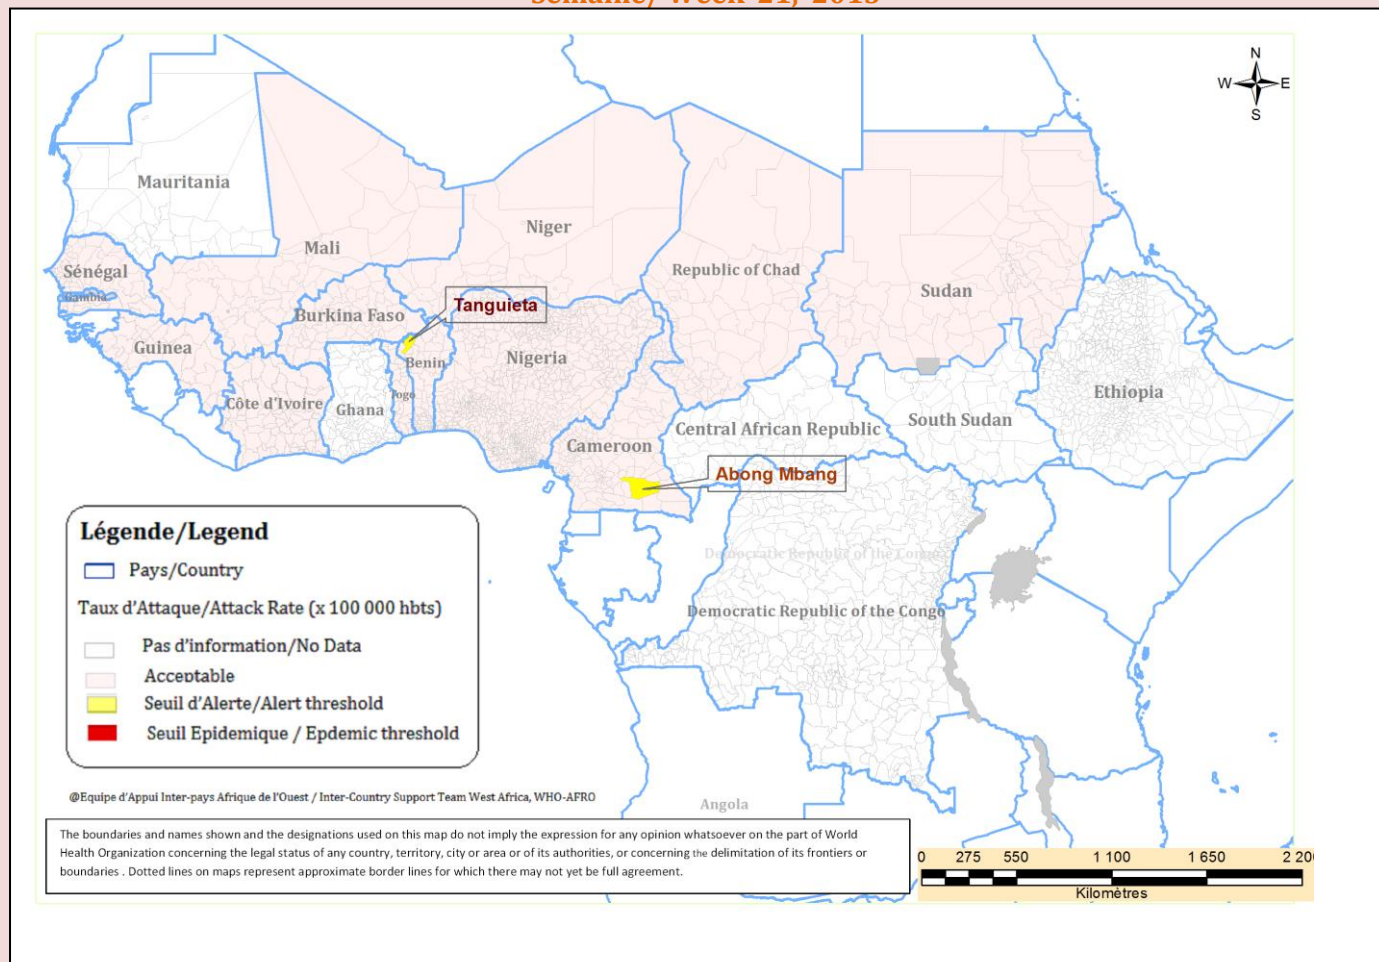 Semaine/ Week 21, 2013
N
W
E
S
Mauritania
Mali
Niger
Republic of Chad
Sudan
Sénégal
Gambia
Burkina Faso
Tanguieta
Guinea
Nigeria
Benin
Togo
Côte d'Ivoire
Ghana
Ethiopia
Central African Republic
South Sudan
Cameroon
Abong Mbang
Democratic Republic of the Congo
Democratic Republic of the Congo
Angola
Légende/Legend
Pays/Country
Taux d'Attaque/Attack Rate (x 100 000 hbts)
Pas d'information/No Data
Acceptable
Seuil d'Alerte/Alert threshold
Seuil Epidemique / Epdemic threshold
@Equipe d'Appui Inter-pays Afrique de l'Ouest / Inter-Country Support Team West Africa, WHO-AFRO
The boundaries and names shown and the designations used on this map do not imply the expression for any opinion whatsoever on the part of World
Health Organization concerning the legal status of any country, territory, city or area or of its authorities, or concerning the delimitation of its frontiers or
boundaries . Dotted lines on maps represent approximate border lines for which there may not yet be full agreement.
0 275 550 1 100 1 650 2 20
Kilomètres